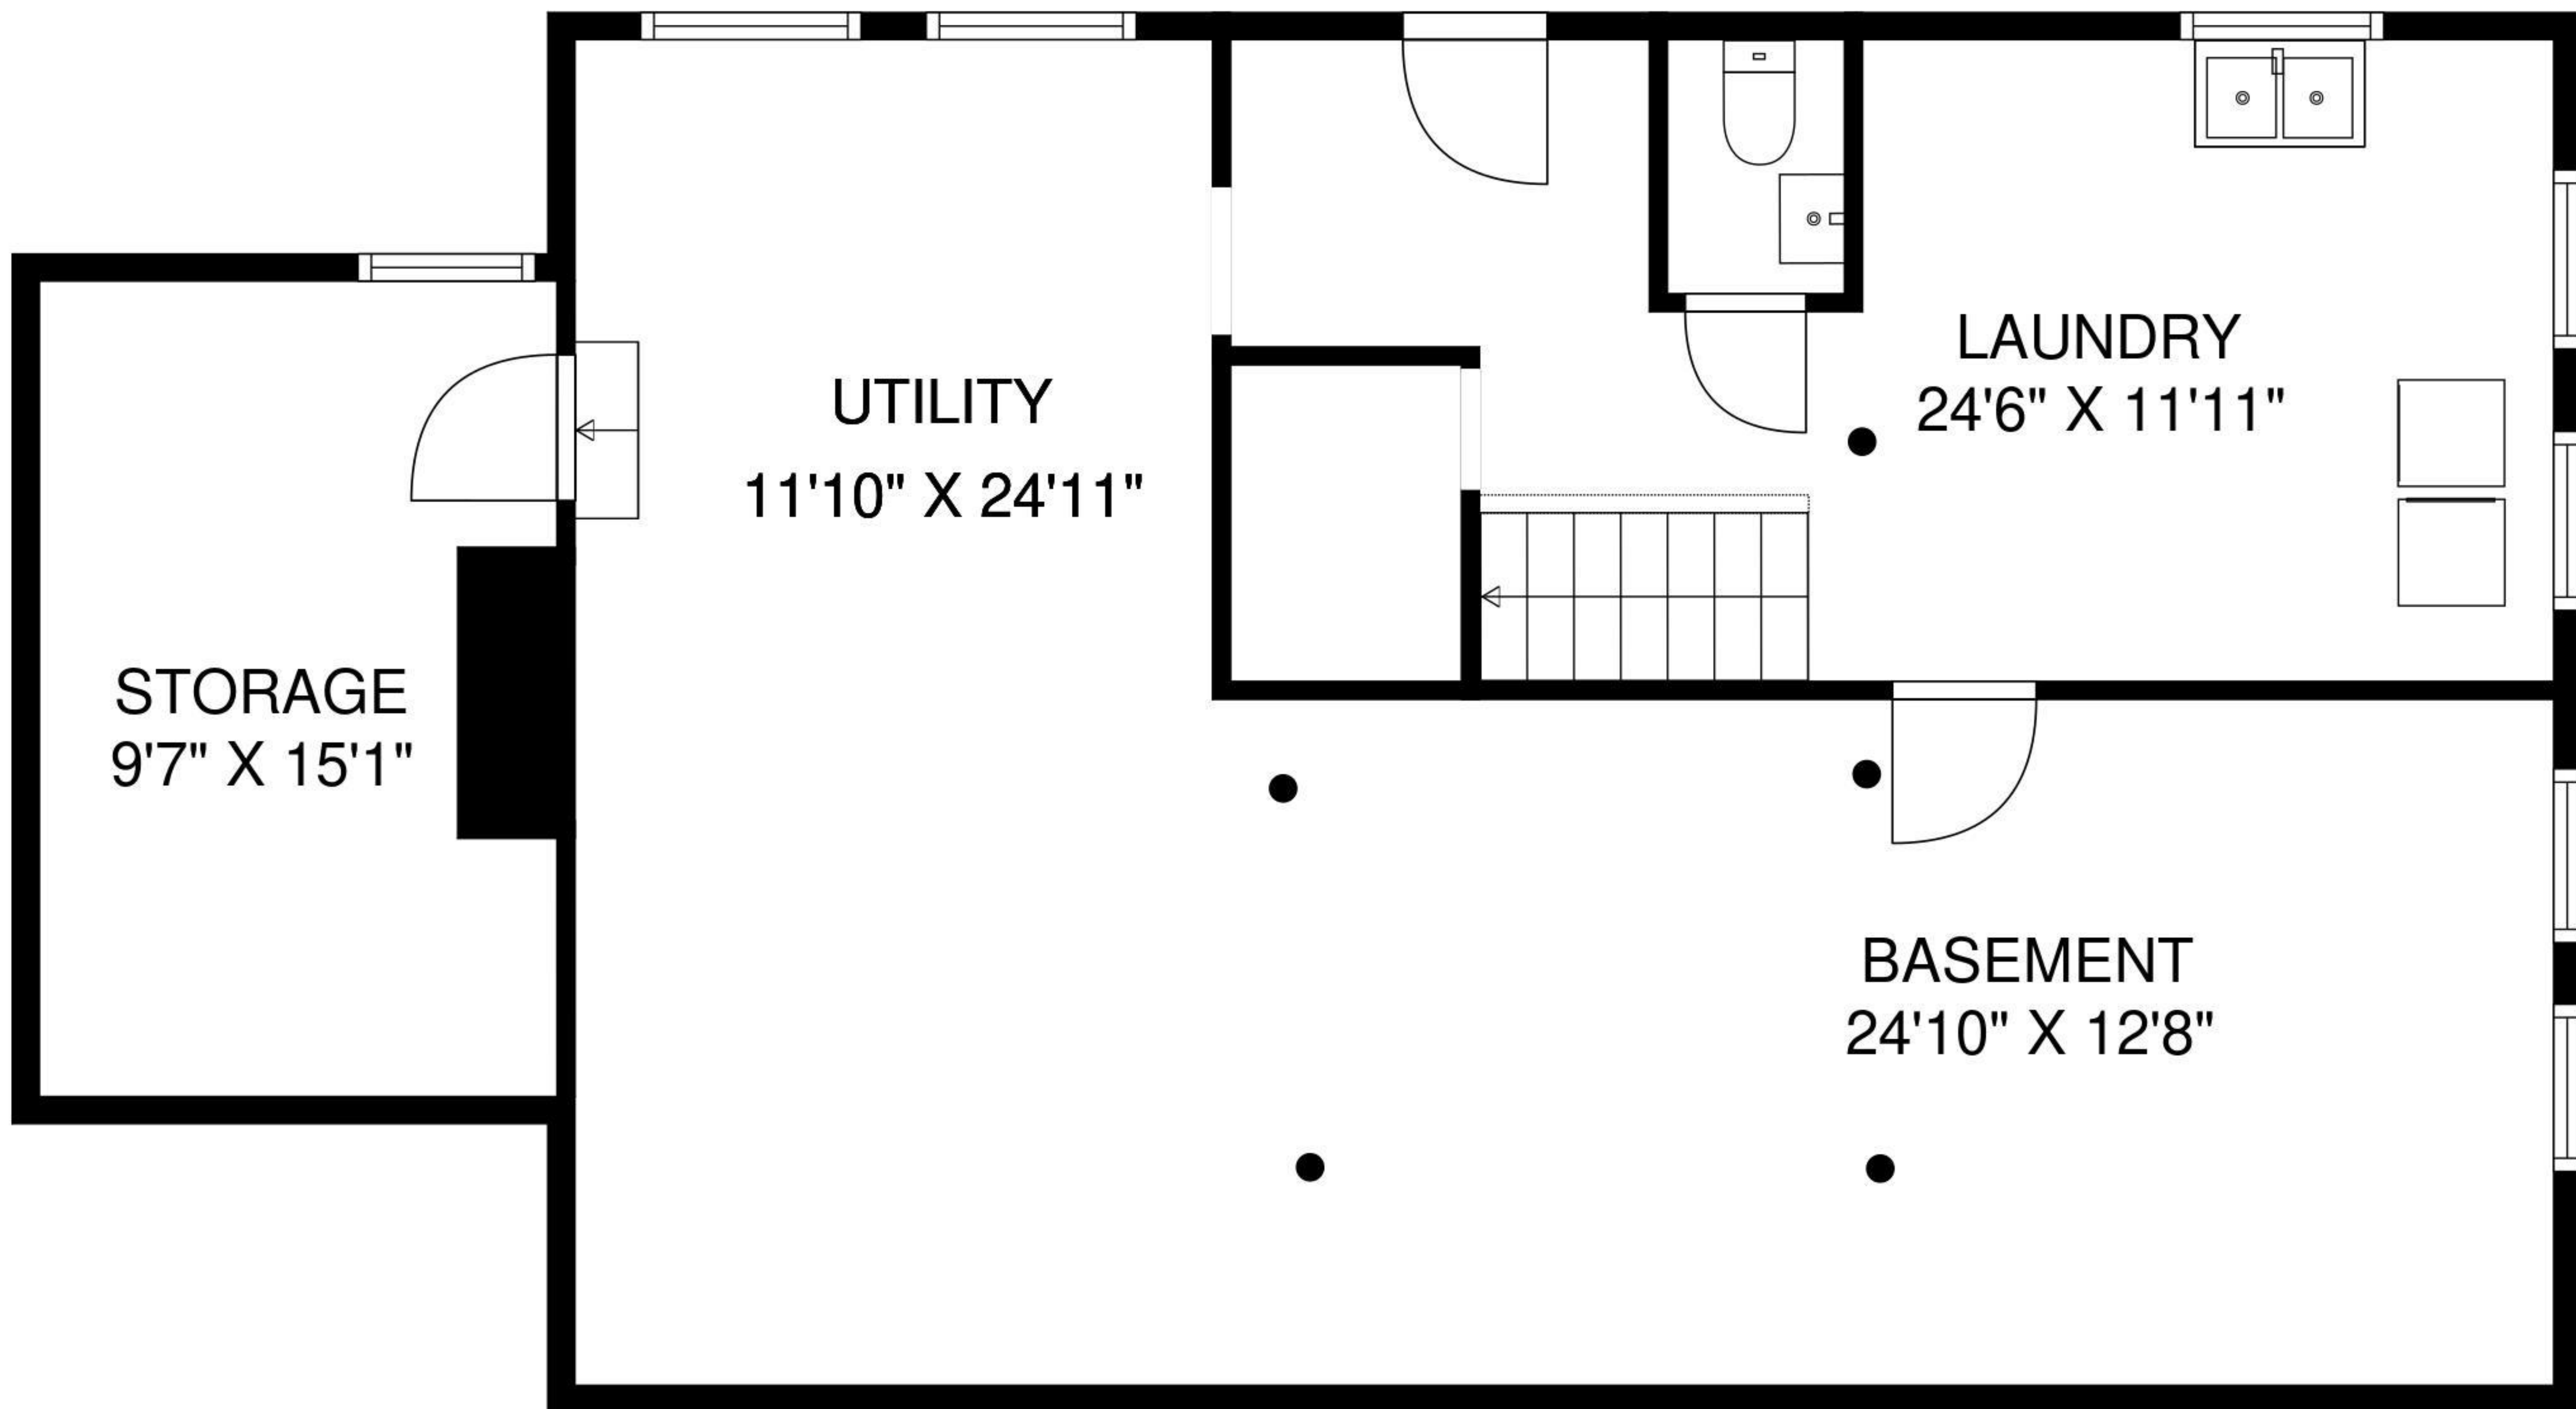 UTILITY
11'10" X 24'11"
LAUNDRY
24'6" X 11'11"
STORAGE
9'7" X 15'1"
BASEMENT
24'10" X 12'8"